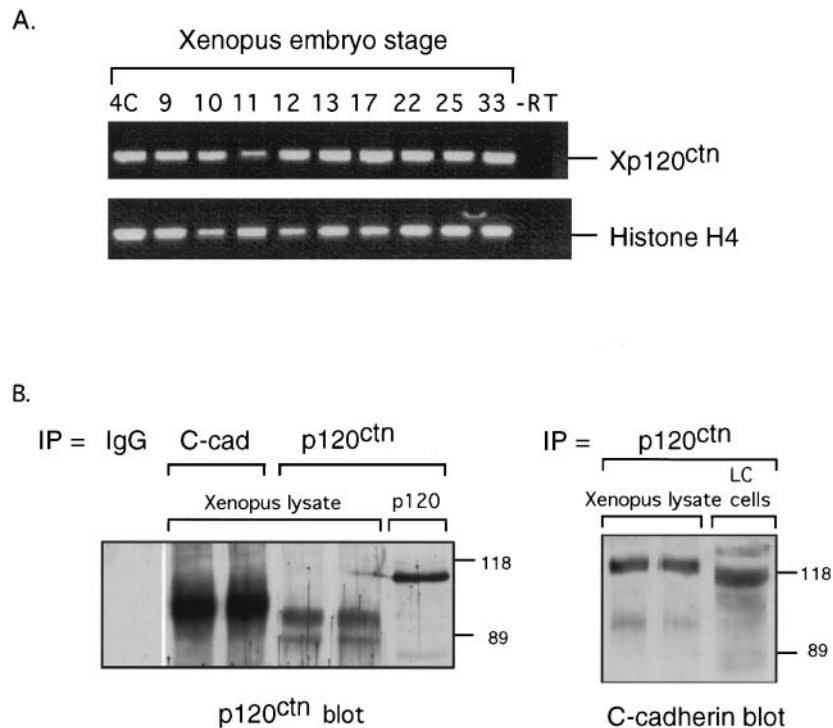 A.
Xenopus embryo stage
4C 9 10 11 12 13 17 22 25 33 -RT
Xp120ctn
Histone H4
B.
IP = IgG C-cad p120ctn
Xenopus lysate p120
118
89
p120ctn blot
IP = p120ctn
LC
Xenopus lysate cells
118
89
C-cadherin blot